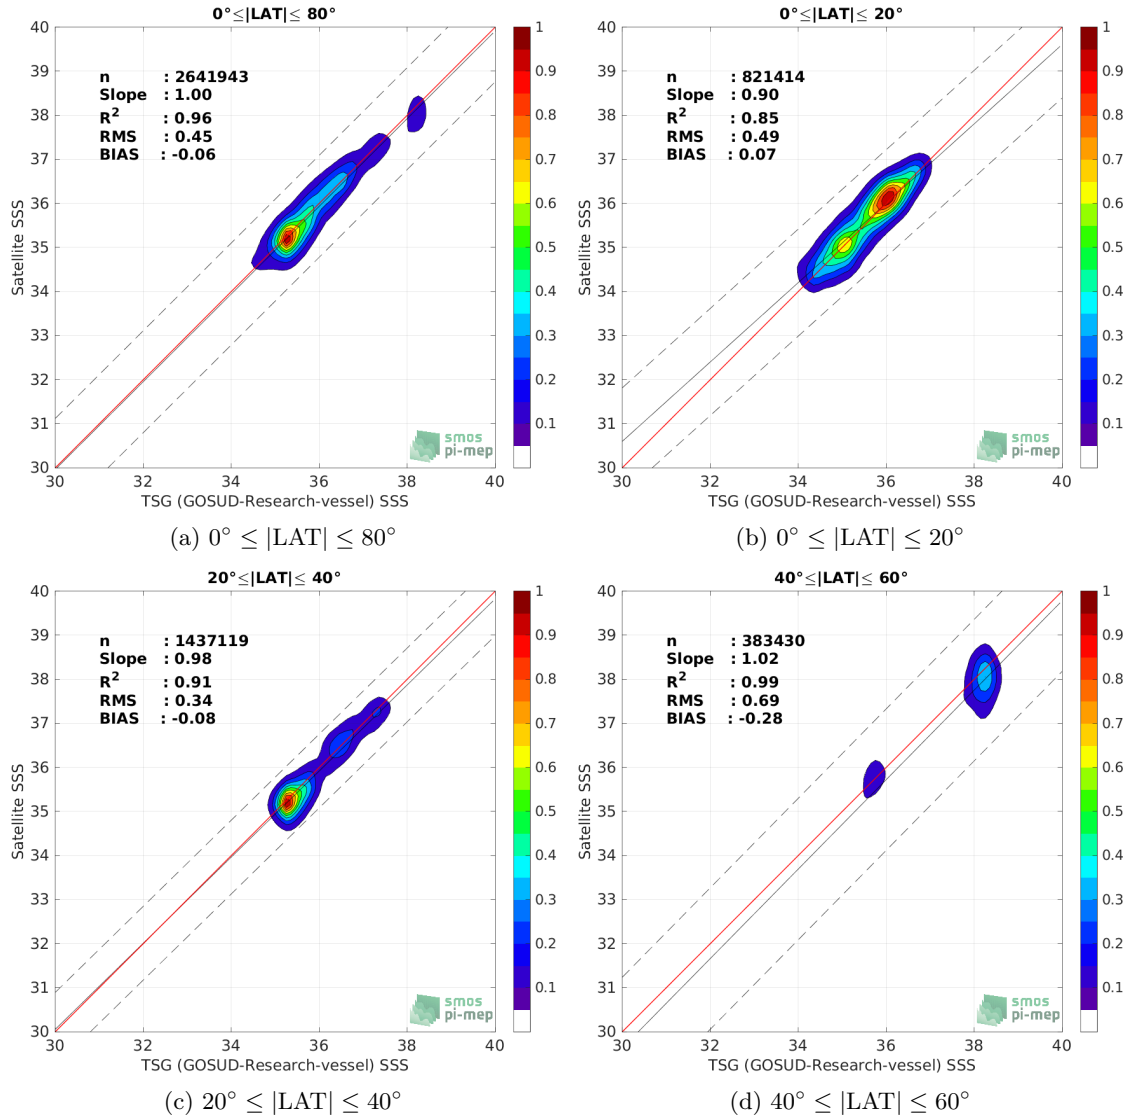 0°≤|LAT|≤ 80°
40
39
38
37
36
35
34
33
32
31
30
Satellite SSS
n : 2641943
Slope : 1.00
R² : 0.96
RMS : 0.45
BIAS : -0.06
smos
pi-mep
30 32 34 36 38 40
TSG (GOSUD-Research-vessel) SSS
1
0.9
0.8
0.7
0.6
0.5
0.4
0.3
0.2
0.1
(a) 0° ≤ |LAT| ≤ 80°
0°≤|LAT|≤ 20°
40
39
38
37
36
35
34
33
32
31
30
Satellite SSS
n : 821414
Slope : 0.90
R² : 0.85
RMS : 0.49
BIAS : 0.07
smos
pi-mep
30 32 34 36 38 40
TSG (GOSUD-Research-vessel) SSS
1
0.9
0.8
0.7
0.6
0.5
0.4
0.3
0.2
0.1
(b) 0° ≤ |LAT| ≤ 20°
20°≤|LAT|≤ 40°
40
39
38
37
36
35
34
33
32
31
30
Satellite SSS
n : 1437119
Slope : 0.98
R² : 0.91
RMS : 0.34
BIAS : -0.08
smos
pi-mep
30 32 34 36 38 40
TSG (GOSUD-Research-vessel) SSS
1
0.9
0.8
0.7
0.6
0.5
0.4
0.3
0.2
0.1
(c) 20° ≤ |LAT| ≤ 40°
40°≤|LAT|≤ 60°
40
39
38
37
36
35
34
33
32
31
30
Satellite SSS
n : 383430
Slope : 1.02
R² : 0.99
RMS : 0.69
BIAS : -0.28
smos
pi-mep
30 32 34 36 38 40
TSG (GOSUD-Research-vessel) SSS
1
0.9
0.8
0.7
0.6
0.5
0.4
0.3
0.2
0.1
(d) 40° ≤ |LAT| ≤ 60°